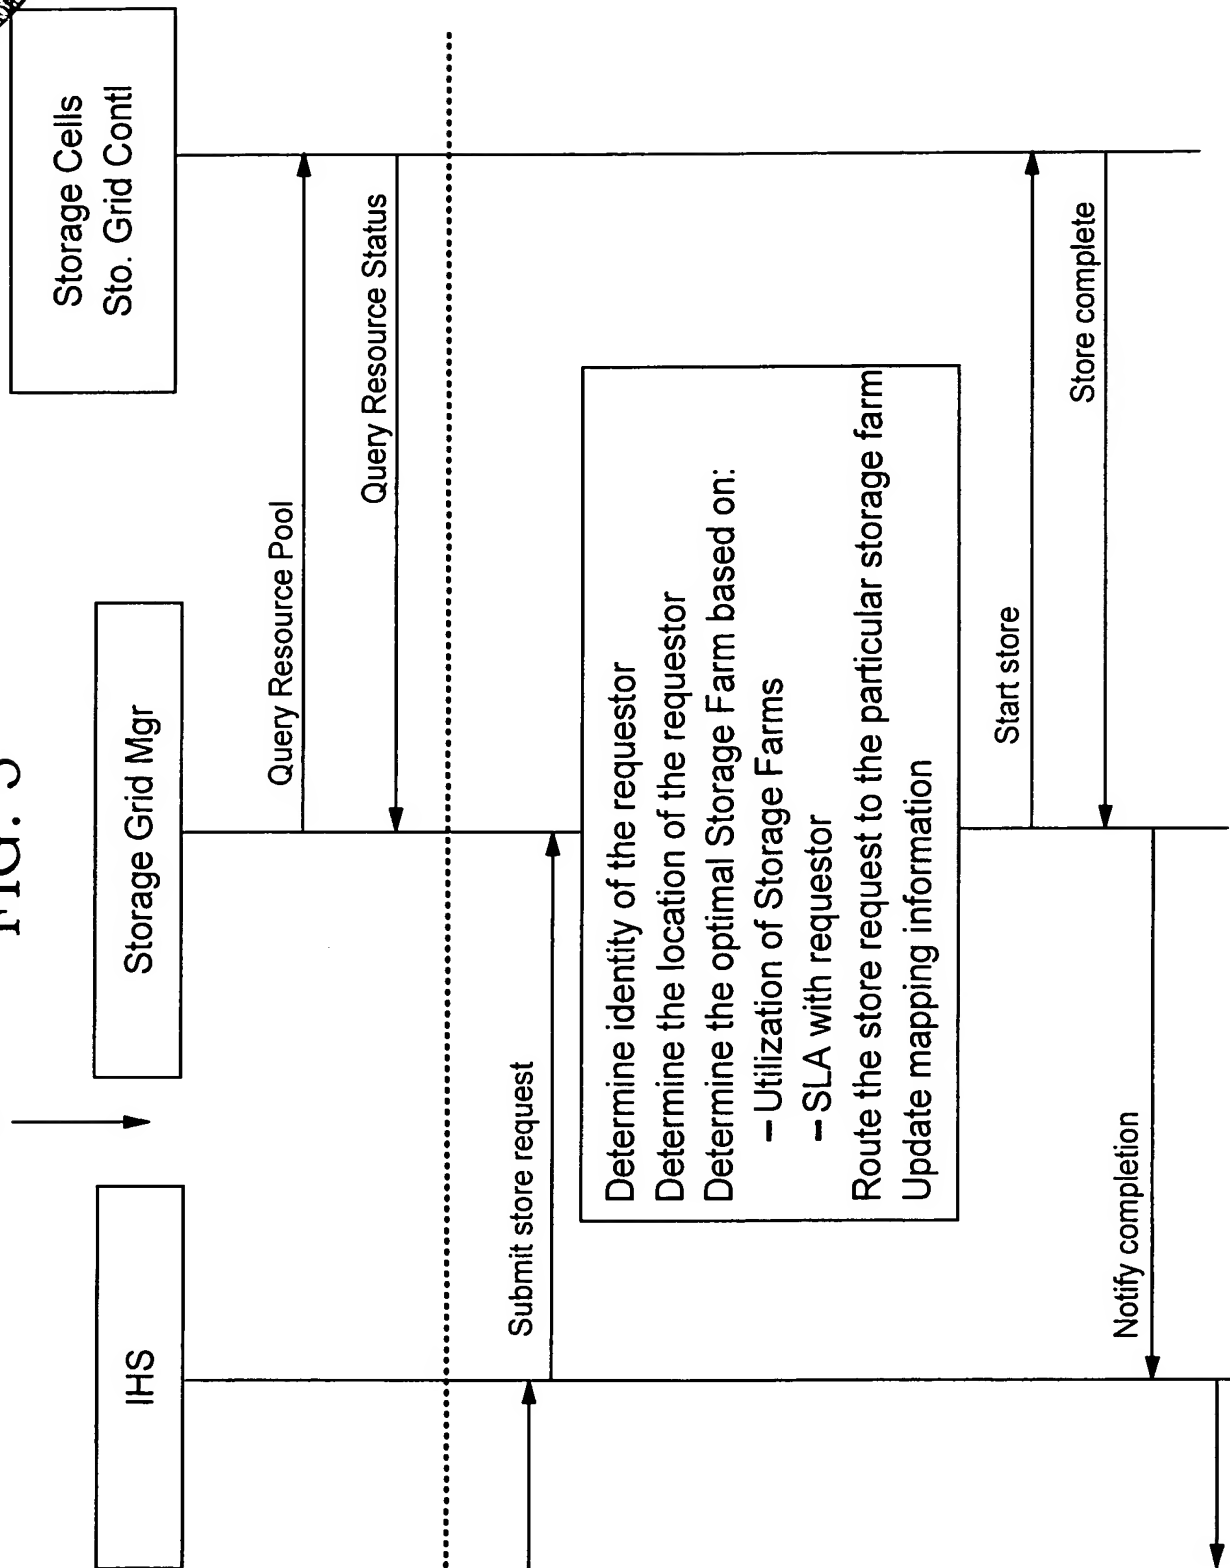 FIG. 3
IHS
Storage Grid Mgr
Storage Cells
Sto. Grid Contl
Query Resource Pool
Query Resource Status
Submit store request
Determine identity of the requestor
Determine the location of the requestor
Determine the optimal Storage Farm based on:
– Utilization of Storage Farms
– SLA with requestor
Route the store request to the particular storage farm
Update mapping information
Start store
Store complete
Notify completion